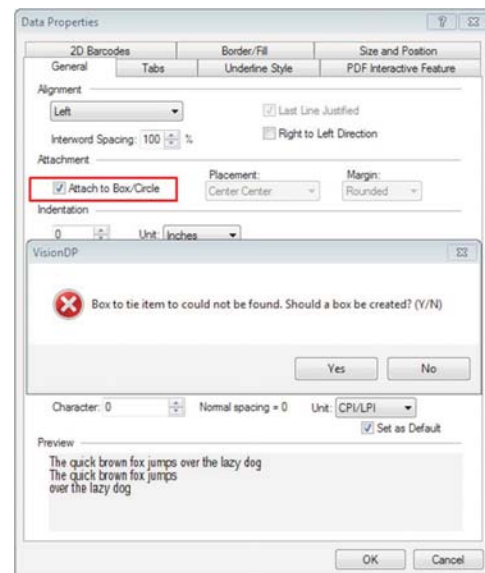 Data Properties
2D Barcodes Border/Fill Size and Position
General Tabs Underline Style PDF Interactive Feature
Alignment
Left Last Line Justified
Interword Spacing: 100 % Right to Left Direction
Attachment
Attach to Box/Circle Placement: Center Center Margin: Rounded
Indentation
0 Unit: Inches
VisionDP
Box to tie item to could not be found. Should a box be created? (Y/N)
Yes No
Character: 0 Normal spacing = 0 Unit: CPI/LPI
Set as Default
Preview
The quick brown fox jumps over the lazy dog
The quick brown fox jumps
over the lazy dog
OK Cancel